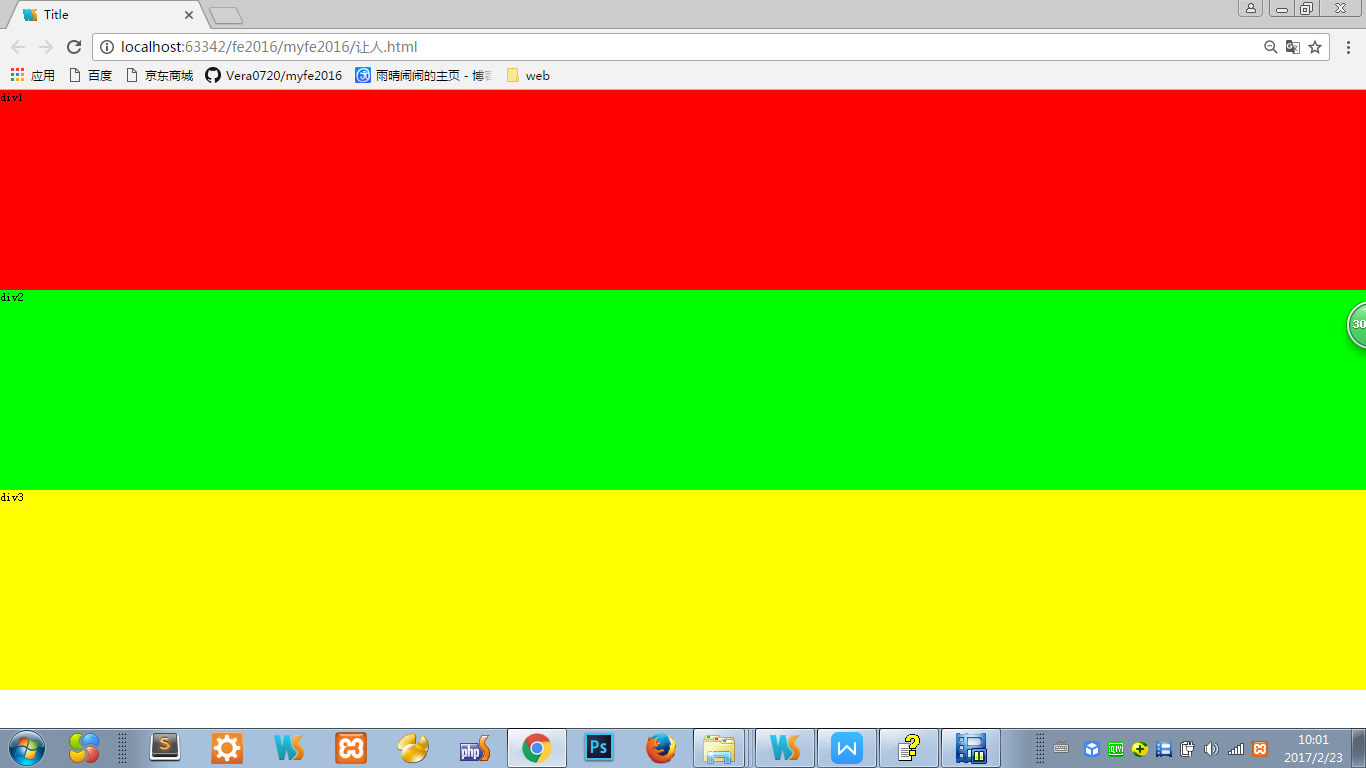 Title
localhost:63342/fe2016/myfe2016/让人.html
应用 百度 京东商城 Vera0720/myfe2016 雨晴闹闹的主页 - 博客 web
div1
div2
30
div3
S php Ps
10:01
2017/2/23